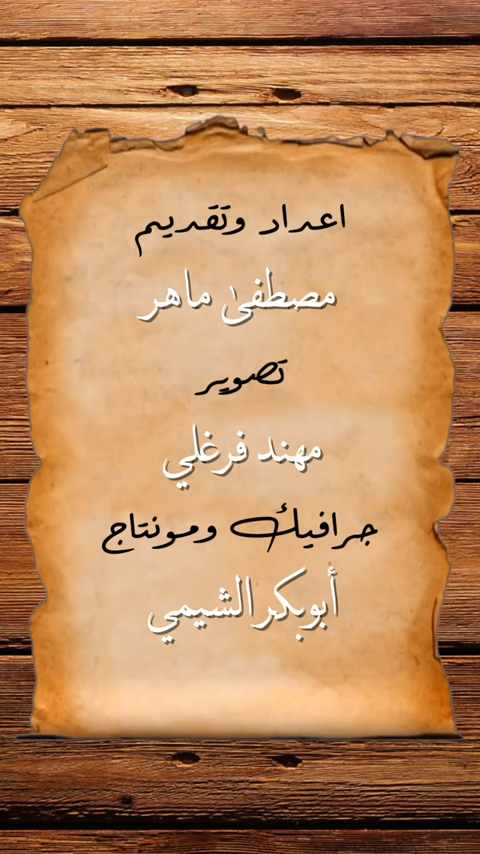 اعداد وتقديم
مصطفىٰ ماهر
تصوير
مهند فرغلي
جرافيك ومونتاج
أبوبكر الشيمي